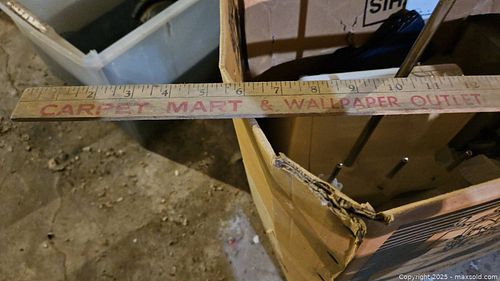 SIH
2 3 4 5 6 7 8 9 10 11 12
CARPET MART & WALLPAPER OUTLET
Copyright 2025 - maxsold.com